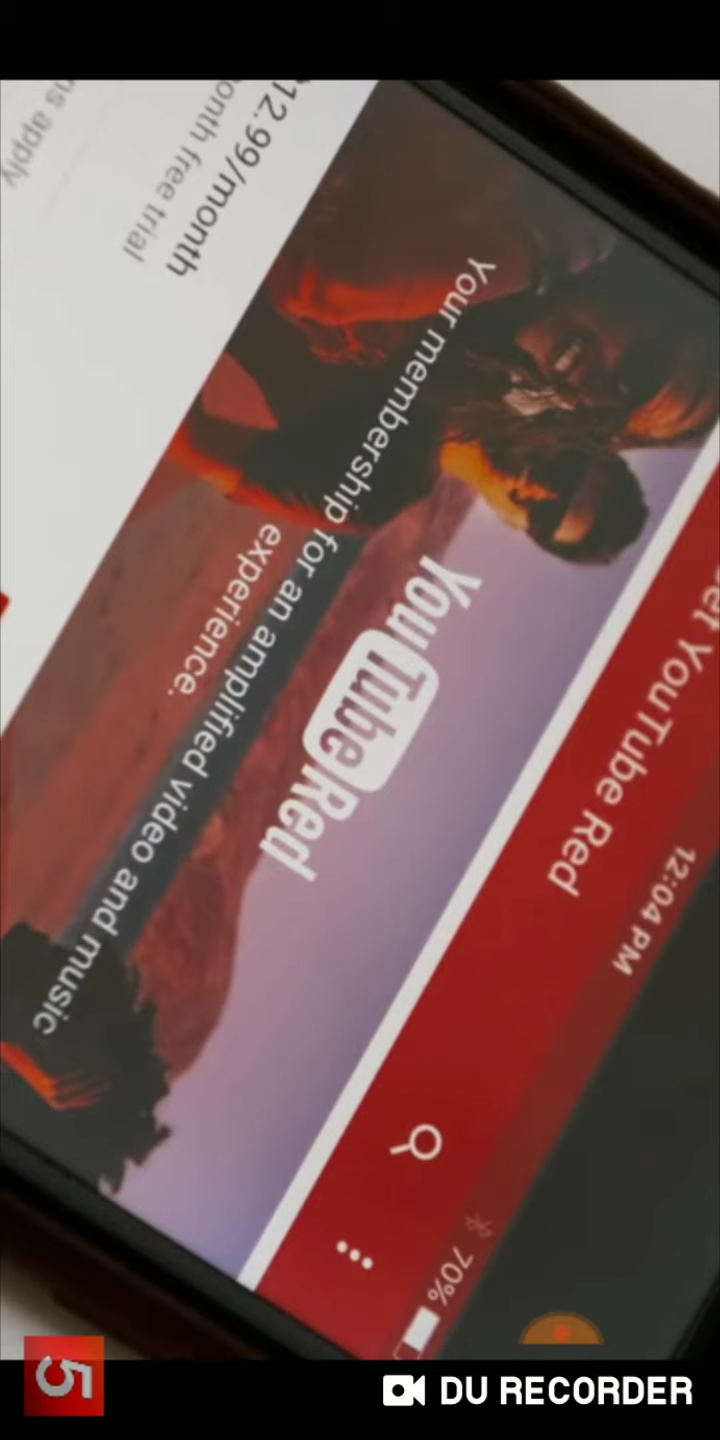 12:04 PM
70%
YouTube Red
YouTube Red
Your membership for an amplified video and music
experience.
12.99/month
free trial
apply
5
DU RECORDER